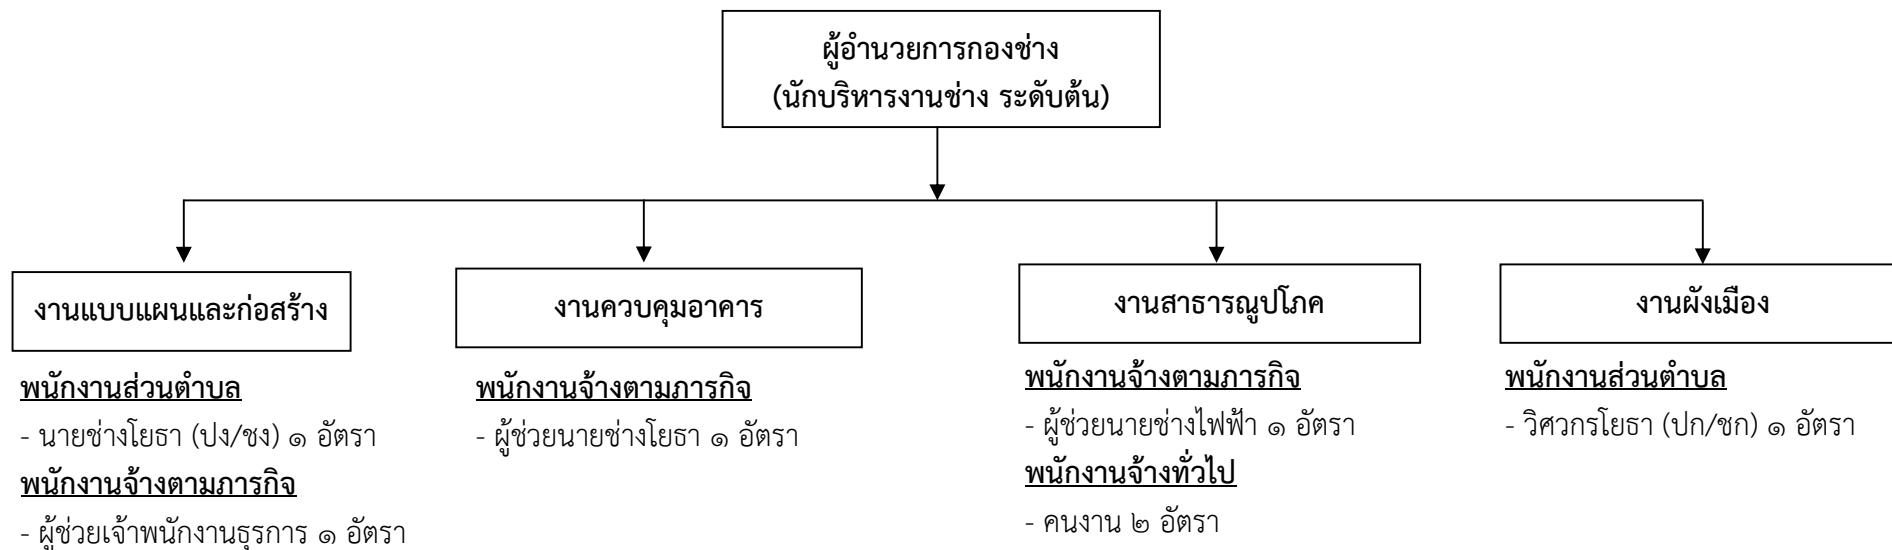 ผู้อำนวยการกองช่าง
(นักบริหารงานช่าง ระดับต้น)
งานแบบแผนและก่อสร้าง
พนักงานส่วนตำบล
- นายช่างโยธา (ปง/ชง) ๑ อัตรา
พนักงานจ้างตามภารกิจ
- ผู้ช่วยเจ้าพนักงานธุรการ ๑ อัตรา
งานควบคุมอาคาร
พนักงานจ้างตามภารกิจ
- ผู้ช่วยนายช่างโยธา ๑ อัตรา
งานสาธารณูปโภค
พนักงานจ้างตามภารกิจ
- ผู้ช่วยนายช่างไฟฟ้า ๑ อัตรา
พนักงานจ้างทั่วไป
- คนงาน ๒ อัตรา
งานผังเมือง
พนักงานส่วนตำบล
- วิศวกรโยธา (ปก/ชก) ๑ อัตรา